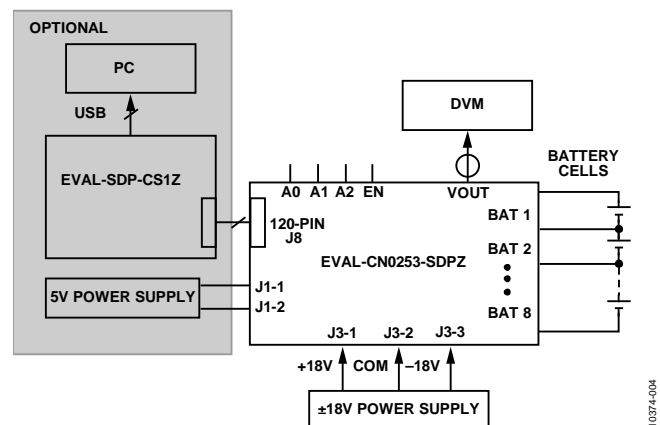 OPTIONAL
PC
USB
EVAL-SDP-CS1Z
120-PIN
J8
5V POWER SUPPLY
J1-1
J1-2
A0 A1 A2 EN
DVM
VOUT
BATTERY
CELLS
BAT 1
BAT 2
BAT 8
EVAL-CN0253-SDPZ
J3-1 J3-2 J3-3
+18V COM –18V
±18V POWER SUPPLY
10374-004